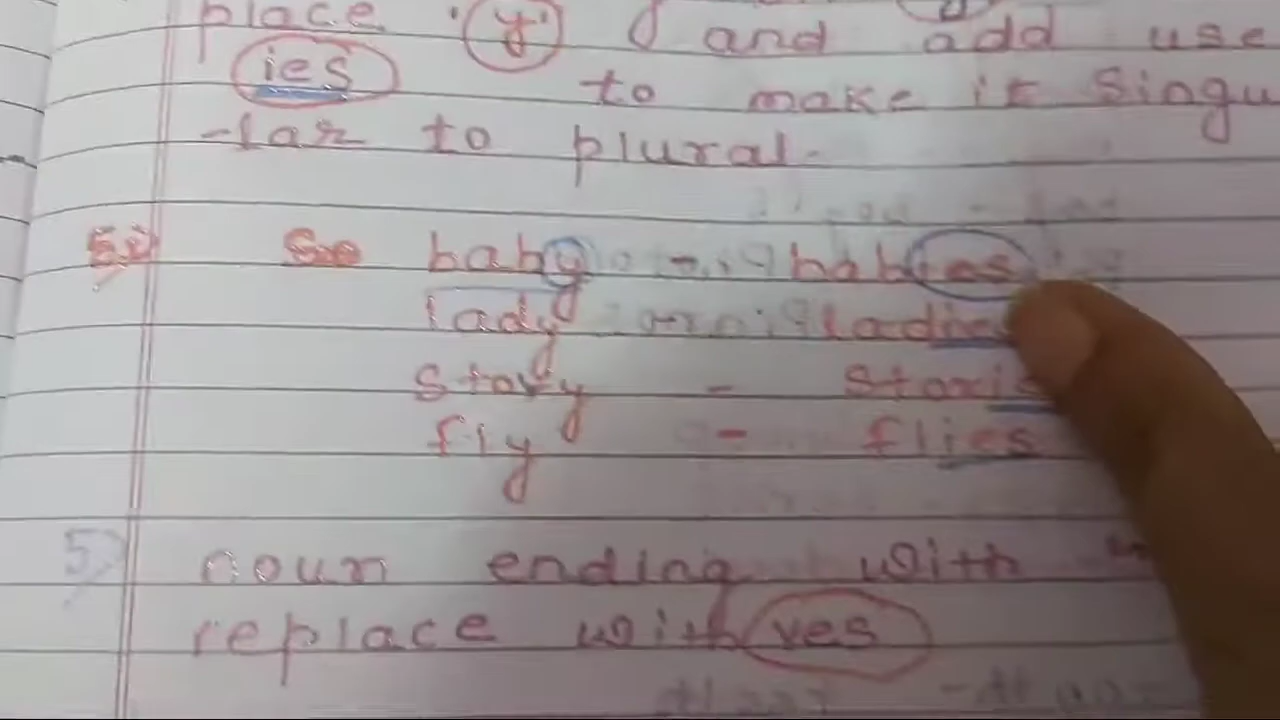 place 'y' and add use
ies to make it singu
-lar to plural.
baby - babies
lady - ladies
story - stories
fly - flies
5) noun ending with
replace with ves